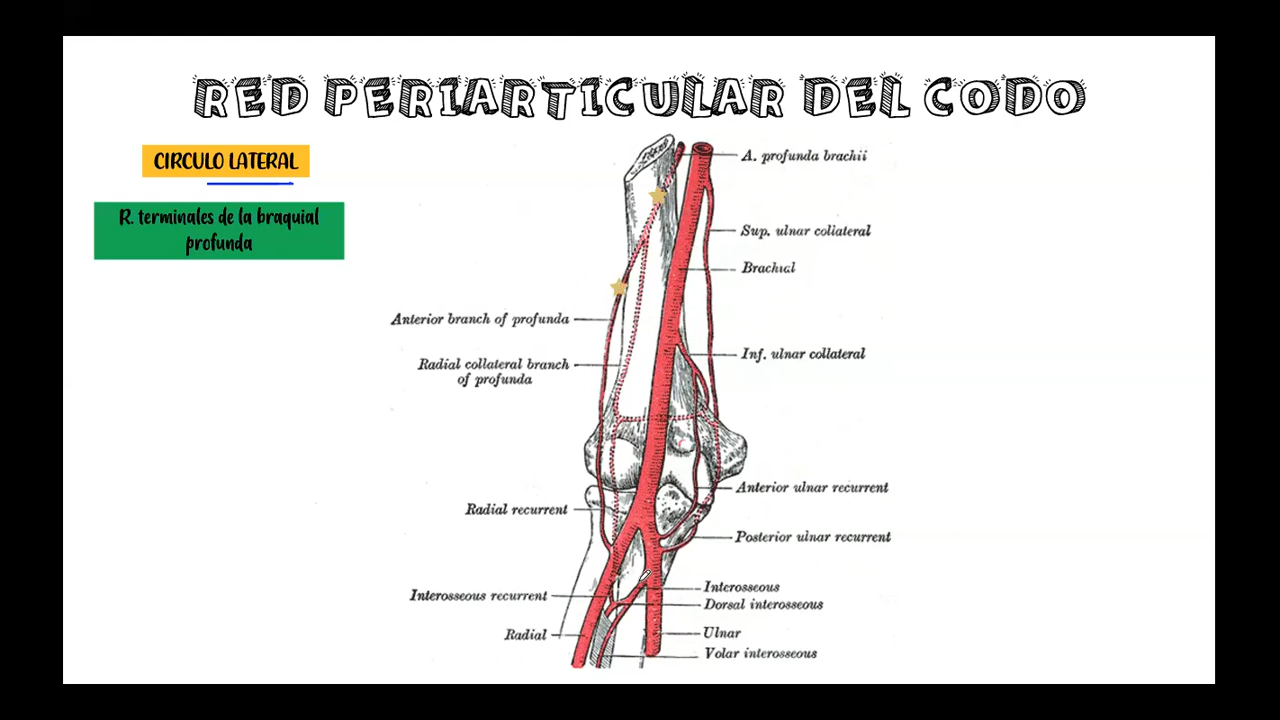 RED PERIARTICULAR DEL CODO
CIRCULO LATERAL
R. terminales de la braquial
profunda
A. profunda brachii
Sup. ulnar collateral
Brachial
Anterior branch of profunda
Inf. ulnar collateral
Radial collateral branch
of profunda
Anterior ulnar recurrent
Radial recurrent
Posterior ulnar recurrent
Interosseous
Interosseous recurrent
Dorsal interosseous
Radial
Ulnar
Volar interosseous